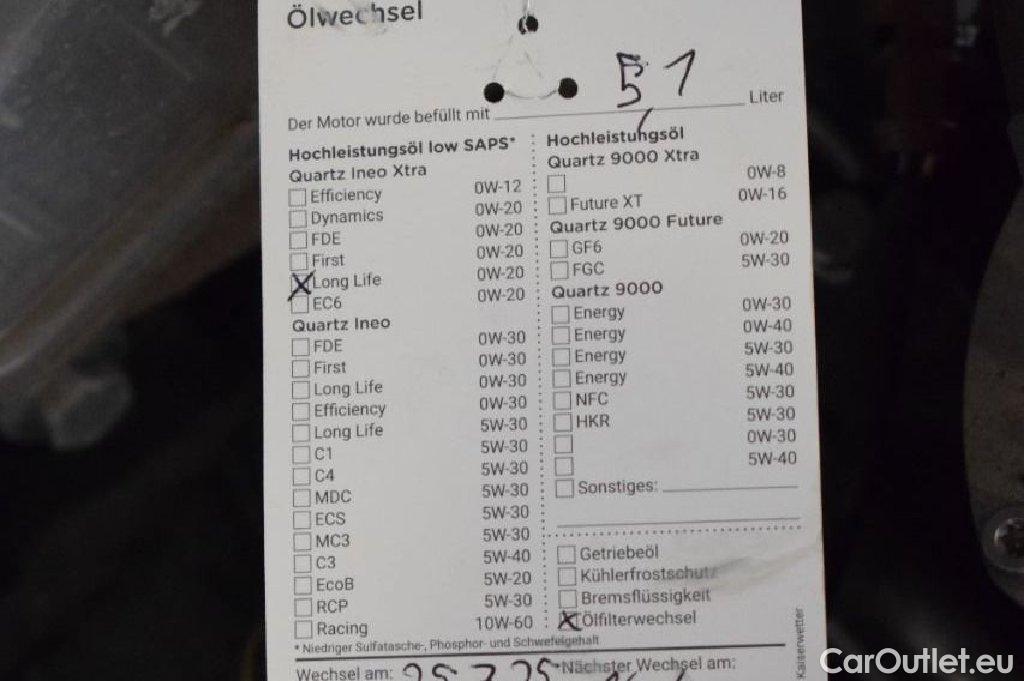 Ölwechsel
Der Motor wurde befüllt mit 5,1 Liter
Hochleistungsöl low SAPS*
Quartz Ineo Xtra
Efficiency 0W-12
Dynamics 0W-20
FDE 0W-20
First 0W-20
X Long Life 0W-20
EC6 0W-20
Quartz Ineo
FDE 0W-30
First 0W-30
Long Life 0W-30
Efficiency 0W-30
Long Life 5W-30
C1 5W-30
C4 5W-30
MDC 5W-30
ECS 5W-30
MC3 5W-30
C3 5W-40
EcoB 5W-20
RCP 5W-30
Racing 10W-60
* Niedriger Sulfatasche-, Phosphor- und Schwefelgehalt
Hochleistungsöl
Quartz 9000 Xtra
0W-8
Future XT 0W-16
Quartz 9000 Future
GF6 0W-20
FGC 5W-30
Quartz 9000
Energy 0W-30
Energy 0W-40
Energy 5W-30
Energy 5W-40
NFC 5W-30
HKR 5W-30
0W-30
5W-40
Sonstiges:
Getriebeöl
Kühlerfrostschutz
Bremsflüssigkeit
X Ölfilterwechsel
Wechsel am:
*Nächster Wechsel am:
Kaiserwetter
CarOutlet.eu